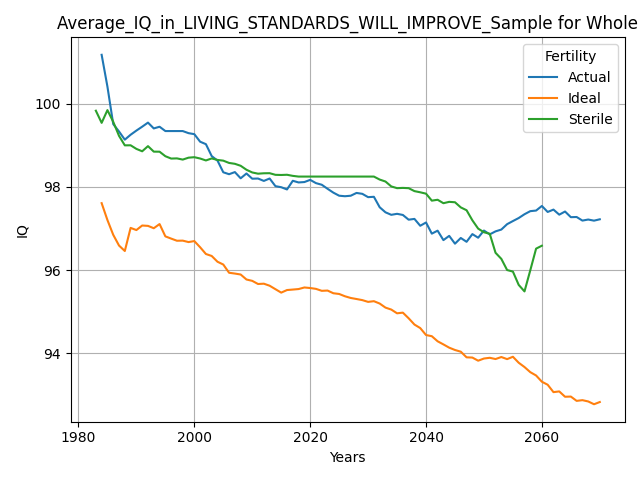 Average_IQ_in_LIVING_STANDARDS_WILL_IMPROVE_Sample for Whole
Fertility
Actual
Ideal
Sterile
IQ
100
98
96
94
1980
2000
2020
2040
2060
Years